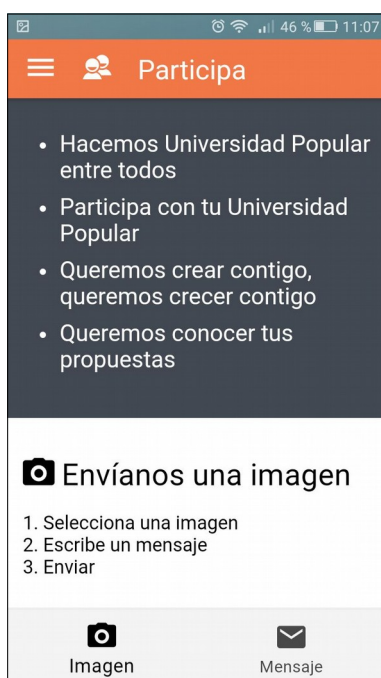 46 % 11:07
Participa
• Hacemos Universidad Popular
entre todos
• Participa con tu Universidad
Popular
• Queremos crear contigo,
queremos crecer contigo
• Queremos conocer tus
propuestas
Envíanos una imagen
1. Selecciona una imagen
2. Escribe un mensaje
3. Enviar
Imagen
Mensaje